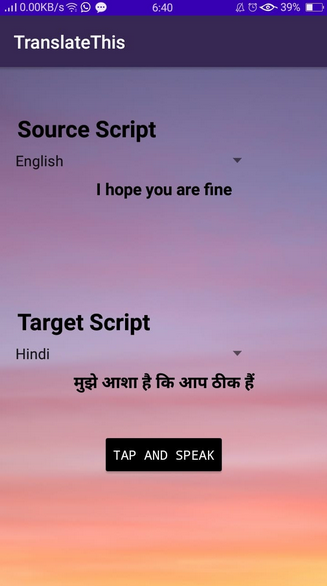 0.00KB/s 6:40 39%
TranslateThis
Source Script
English
I hope you are fine
Target Script
Hindi
मुझे आशा है कि आप ठीक हैं
TAP AND SPEAK